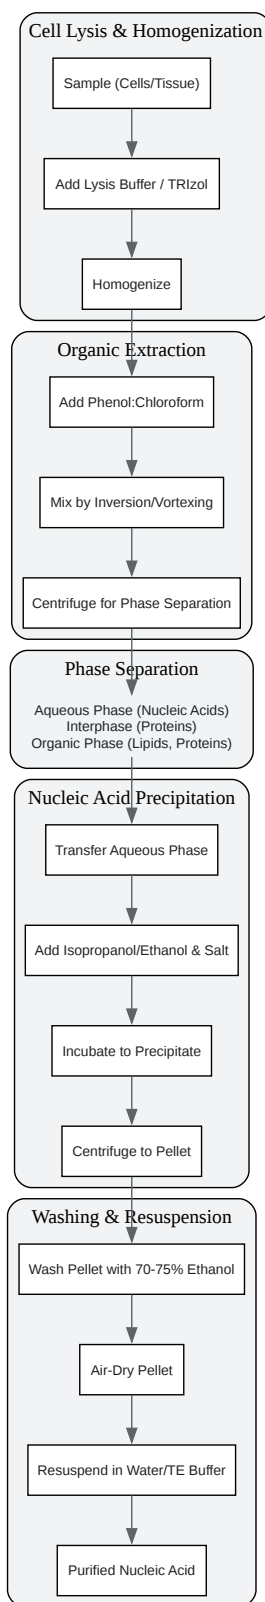 Cell Lysis & Homogenization
Sample (Cells/Tissue)
Add Lysis Buffer / TRIzol
Homogenize
Organic Extraction
Add Phenol:Chloroform
Mix by Inversion/Vortexing
Centrifuge for Phase Separation
Phase Separation
Aqueous Phase (Nucleic Acids)
Interphase (Proteins)
Organic Phase (Lipids, Proteins)
Nucleic Acid Precipitation
Transfer Aqueous Phase
Add Isopropanol/Ethanol & Salt
Incubate to Precipitate
Centrifuge to Pellet
Washing & Resuspension
Wash Pellet with 70-75% Ethanol
Air-Dry Pellet
Resuspend in Water/TE Buffer
Purified Nucleic Acid